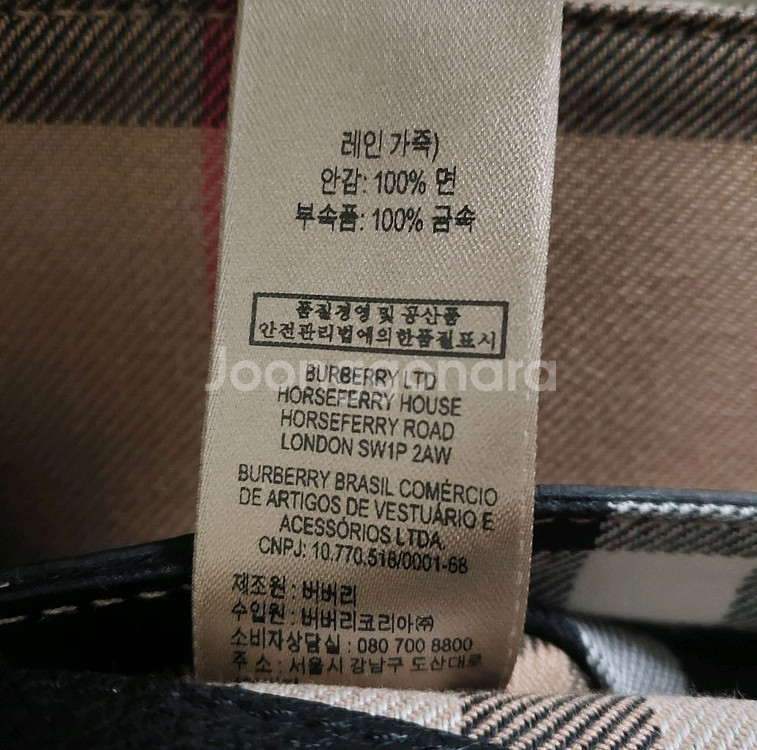 레인 가죽)
안감: 100% 면
부속품: 100% 금속
품질경영 및 공산품
안전관리법에의한품질표시
Joonggonara
BURBERRY LTD
HORSEFERRY HOUSE
HORSEFERRY ROAD
LONDON SW1P 2AW
BURBERRY BRASIL COMÉRCIO
DE ARTIGOS DE VESTUÁRIO E
ACESSÓRIOS LTDA.
CNPJ: 10.770.518/0001-68
제조원 : 버버리
수입원 : 버버리코리아㈜
소비자상담실 : 080 700 8800
주 소 : 서울시 강남구 도산대로